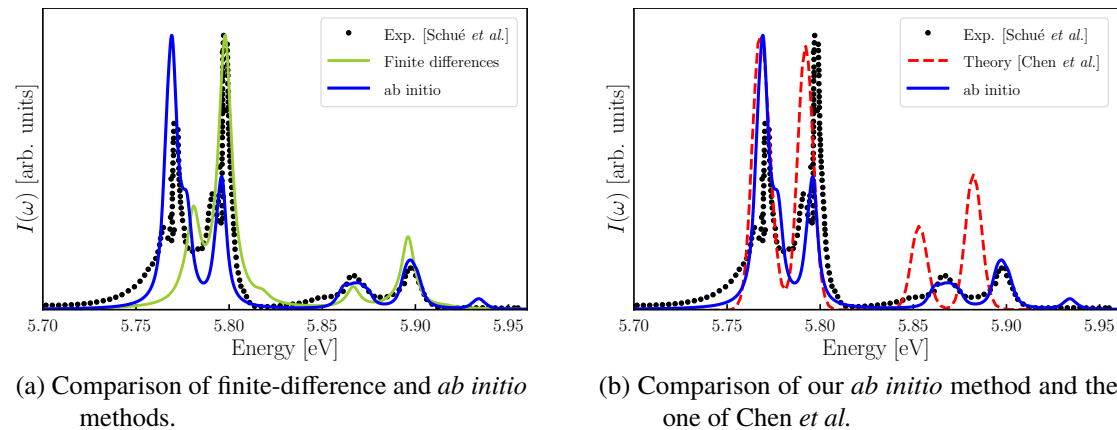 I(ω) [arb. units]
Exp. [Schué et al.]
Finite differences
ab initio
5.70 5.75 5.80 5.85 5.90 5.95
Energy [eV]
(a) Comparison of finite-difference and ab initio
methods.
I(ω) [arb. units]
Exp. [Schué et al.]
Theory [Chen et al.]
ab initio
5.70 5.75 5.80 5.85 5.90 5.95
Energy [eV]
(b) Comparison of our ab initio method and the
one of Chen et al.